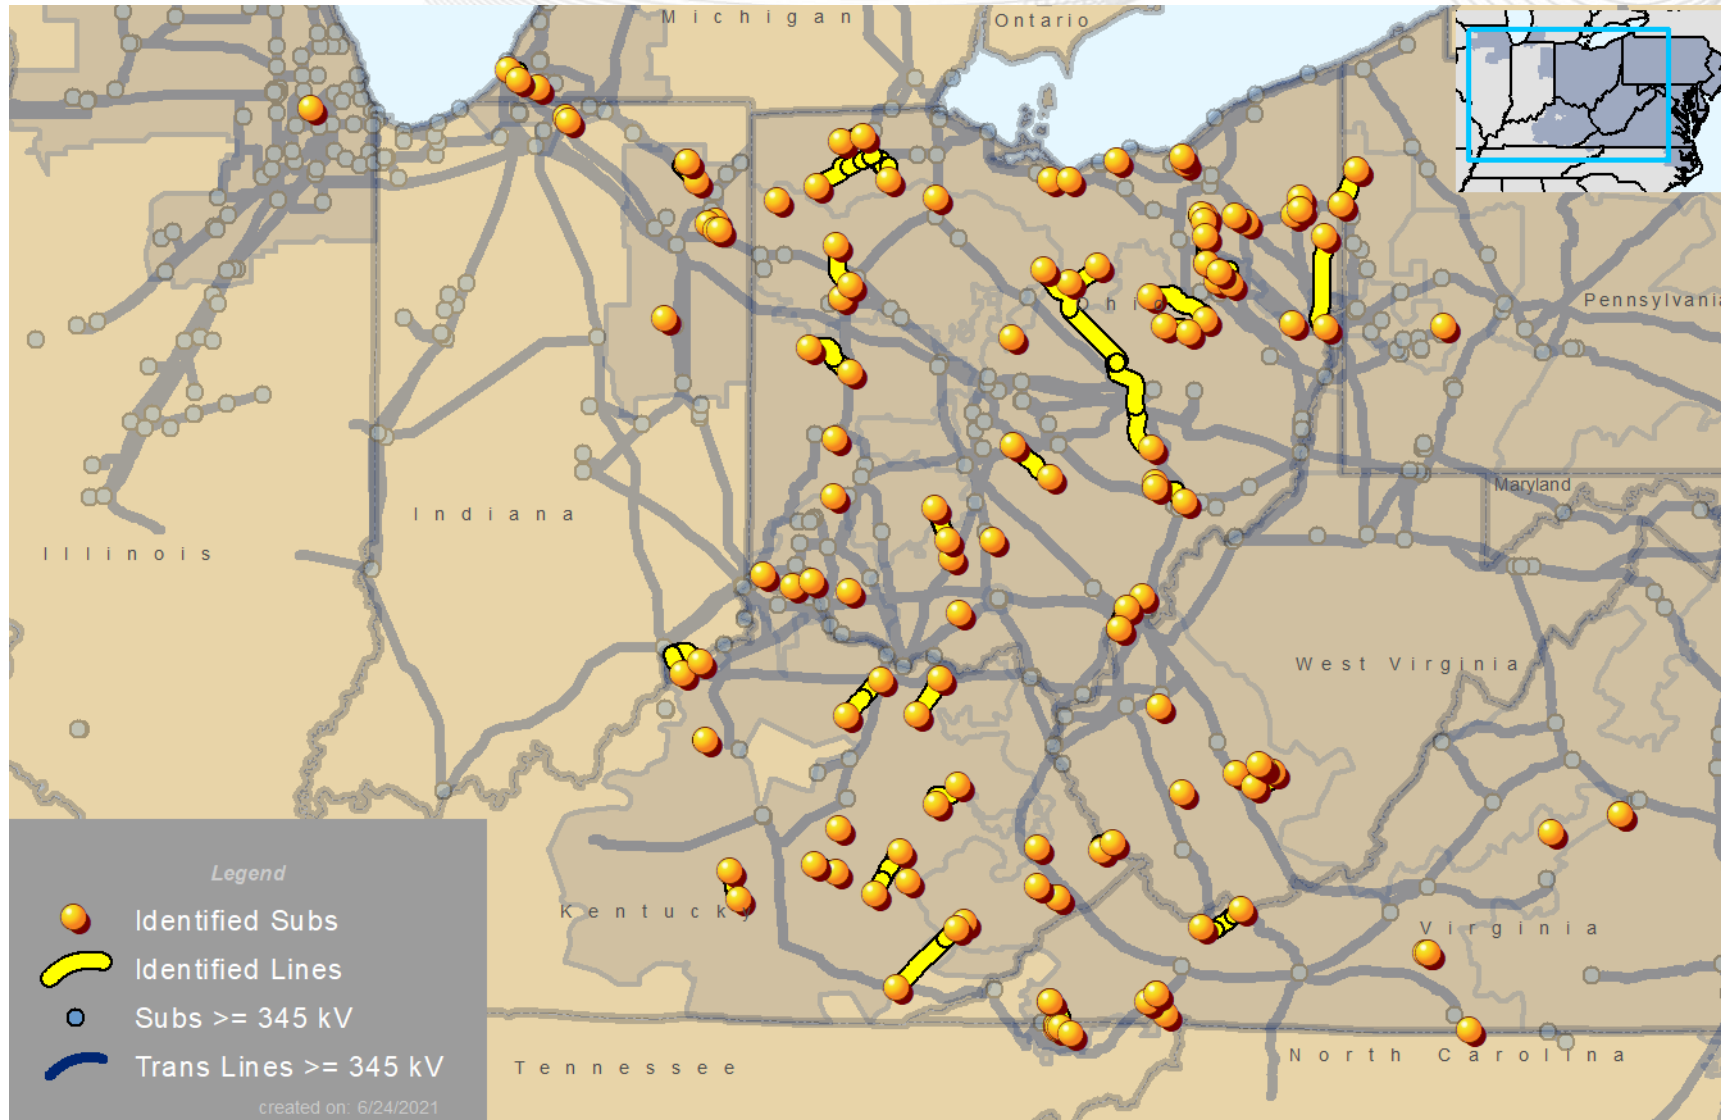 Michigan
Ontario
Ohio
Pennsylvania
Maryland
Indiana
Illinois
West Virginia
Kentucky
Virginia
Tennessee
North Carolina
Legend
Identified Subs
Identified Lines
Subs >= 345 kV
Trans Lines >= 345 kV
created on: 6/24/2021